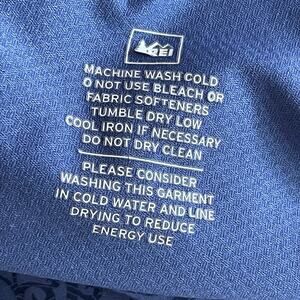 REI
MACHINE WASH COLD
O NOT USE BLEACH OR
FABRIC SOFTENERS
TUMBLE DRY LOW
COOL IRON IF NECESSARY
DO NOT DRY CLEAN
PLEASE CONSIDER
WASHING THIS GARMENT
IN COLD WATER AND LINE
DRYING TO REDUCE
ENERGY USE